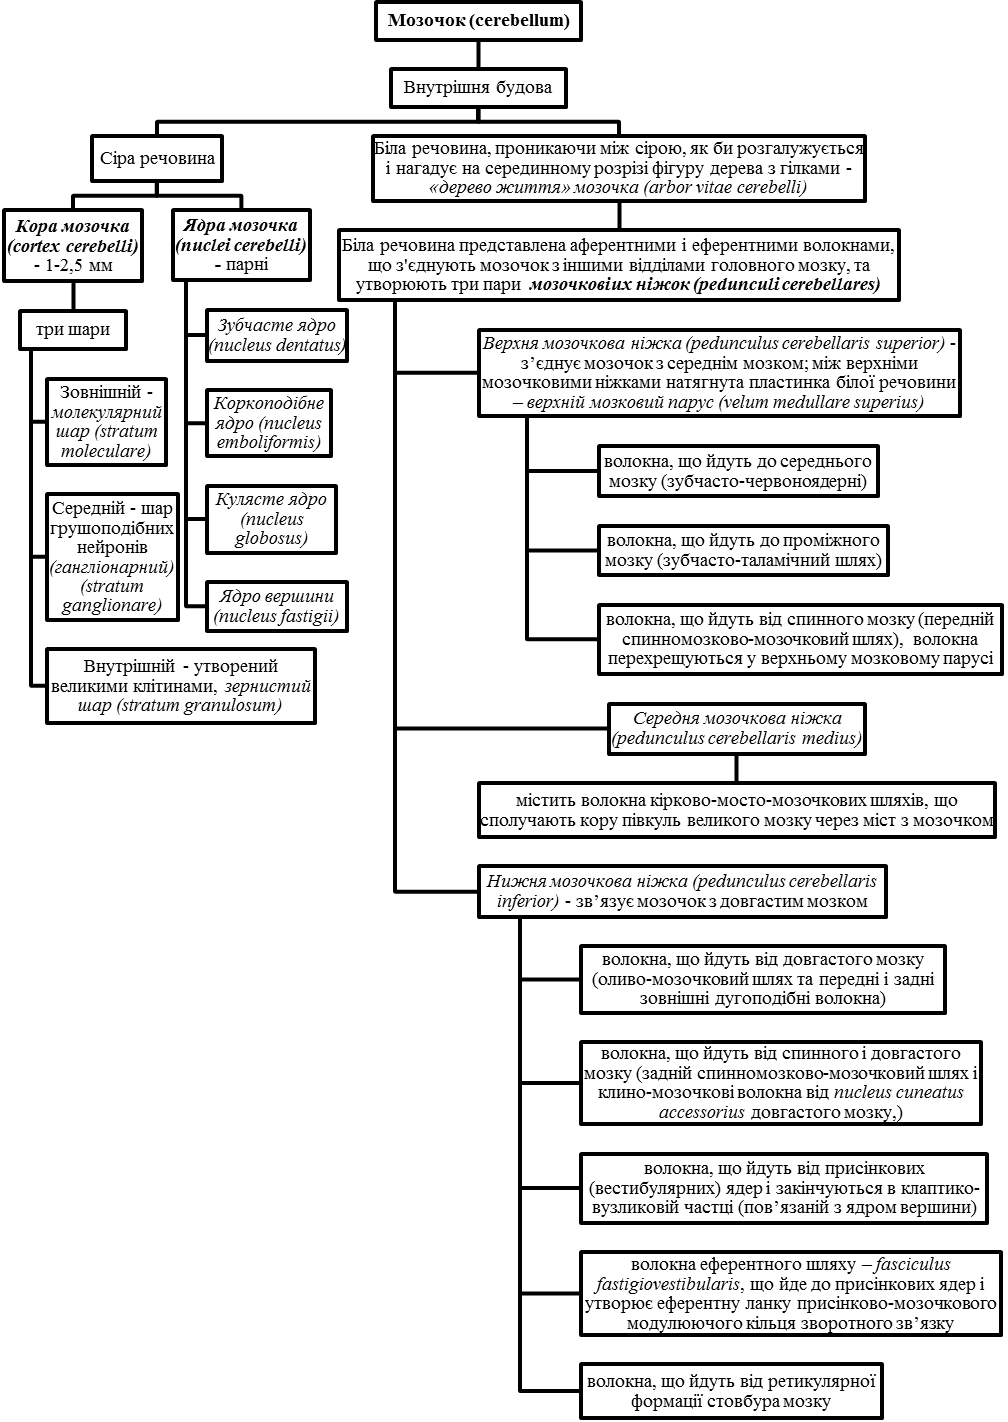 Мозочок (cerebellum)
Внутрішня будова
Сіра речовина
Кора мозочка
(cortex cerebelli)
- 1-2,5 мм
три шари
Зовнішній -
молекулярний
шар (stratum
moleculare)
Середній - шар
грушоподібних
нейронів
(гангліонарний)
(stratum
ganglionare)
Внутрішній - утворений
великими клітинами, зернистий
шар (stratum granulosum)
Ядра мозочка
(nuclei cerebelli)
- парні
Зубчасте ядро
(nucleus dentatus)
Коркоподібне
ядро (nucleus
emboliformis)
Кулясте ядро
(nucleus
globosus)
Ядро вершини
(nucleus fastigii)
Біла речовина, проникаючи між сірою, як би розгалужується
і нагадує на серединному розрізі фігуру дерева з гілками -
«дерево життя» мозочка (arbor vitae cerebelli)
Біла речовина представлена аферентними і еферентними волокнами,
що з'єднують мозочок з іншими відділами головного мозку, та
утворюють три пари мозочковіих ніжок (pedunculi cerebellares)
Верхня мозочкова ніжка (pedunculus cerebellaris superior) -
з’єднує мозочок з середнім мозком; між верхніми
мозочковими ніжками натягнута пластинка білої речовини
– верхній мозковий парус (velum medullare superius)
волокна, що йдуть до середнього
мозку (зубчасто-червоноядерні)
волокна, що йдуть до проміжного
мозку (зубчасто-таламічний шлях)
волокна, що йдуть від спинного мозку (передній
спинномозково-мозочковий шлях), волокна
перехрещуються у верхньому мозковому парусі
Середня мозочкова ніжка
(pedunculus cerebellaris medius)
містить волокна кірково-мосто-мозочкових шляхів, що
сполучають кору півкуль великого мозку через міст з мозочком
Нижня мозочкова ніжка (pedunculus cerebellaris
inferior) - зв’язує мозочок з довгастим мозком
волокна, що йдуть від довгастого мозку
(оливо-мозочковий шлях та передні і задні
зовнішні дугоподібні волокна)
волокна, що йдуть від спинного і довгастого
мозку (задній спинномозково-мозочковий шлях і
клино-мозочкові волокна від nucleus cuneatus
accessorius довгастого мозку,)
волокна, що йдуть від присінкових
(вестибулярних) ядер і закінчуються в клаптико-
вузликовій частці (пов’язаній з ядром вершини)
волокна еферентного шляху – fasciculus
fastigiovestibularis, що йде до присінкових ядер і
утворює еферентну ланку присінково-мозочкового
модулюючого кільця зворотного зв’язку
волокна, що йдуть від ретикулярної
формації стовбура мозку